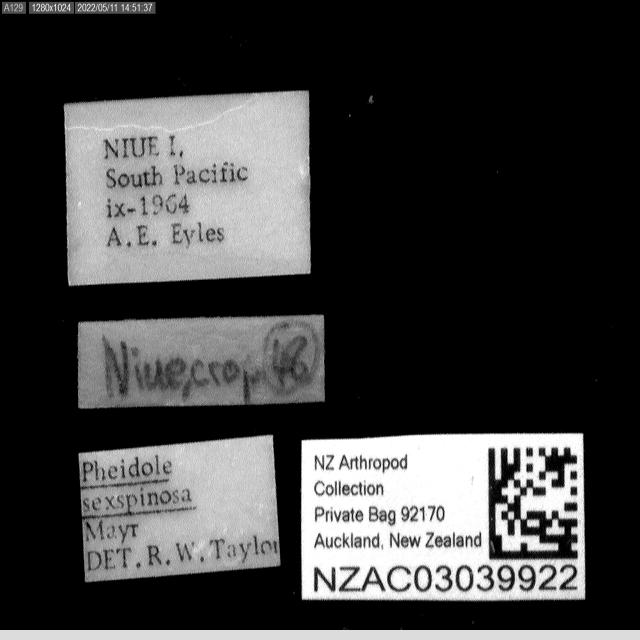 A129 1280x1024 2022/05/11 14:51:37
NIUE I,
South Pacific
ix-1964
A.E. Eyles
Niue, crop 46
Pheidole
sexspinosa
Mayr
DET. R. W. Taylor
NZ Arthropod
Collection
Private Bag 92170
Auckland, New Zealand
NZAC03039922